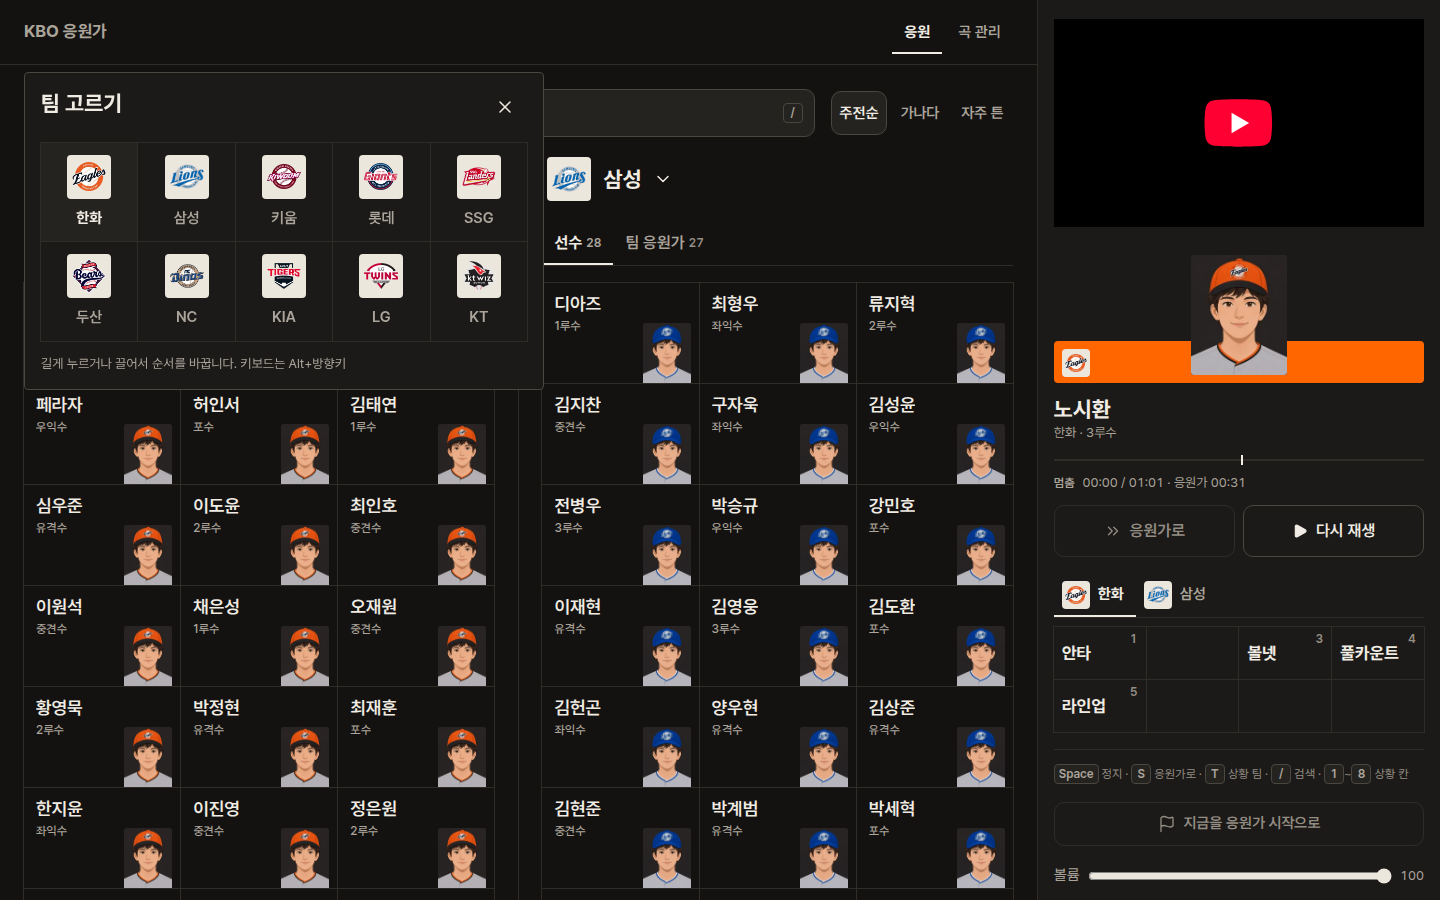 KBO 응원가
응원
곡 관리
팀 고르기
한화
삼성
키움
롯데
SSG
두산
NC
KIA
LG
KT
길게 누르거나 끌어서 순서를 바꿉니다. 키보드는 Alt+방향키
/
주전순
가나다
자주 튼
Lions
삼성
선수 28
팀 응원가 27
디아즈
1루수
최형우
좌익수
류지혁
2루수
페라자
우익수
허인서
포수
김태연
1루수
김지찬
중견수
구자욱
좌익수
김성윤
우익수
심우준
유격수
이도윤
2루수
최인호
중견수
전병우
3루수
박승규
우익수
강민호
포수
이원석
중견수
채은성
1루수
오재원
중견수
이재현
유격수
김영웅
3루수
김도환
포수
황영묵
2루수
박정현
유격수
최재훈
포수
김헌곤
좌익수
양우현
유격수
김상준
유격수
한지윤
좌익수
이진영
중견수
정은원
2루수
김현준
중견수
박계범
유격수
박세혁
포수
노시환
한화 · 3루수
멈춤 00:00 / 01:01 · 응원가 00:31
응원가로
다시 재생
한화
삼성
안타 1
볼넷 3
풀카운트 4
라인업 5
Space 정지 · S 응원가로 · T 상황 팀 · / 검색 · 1–8 상황 칸
지금을 응원가 시작으로
볼륨
100